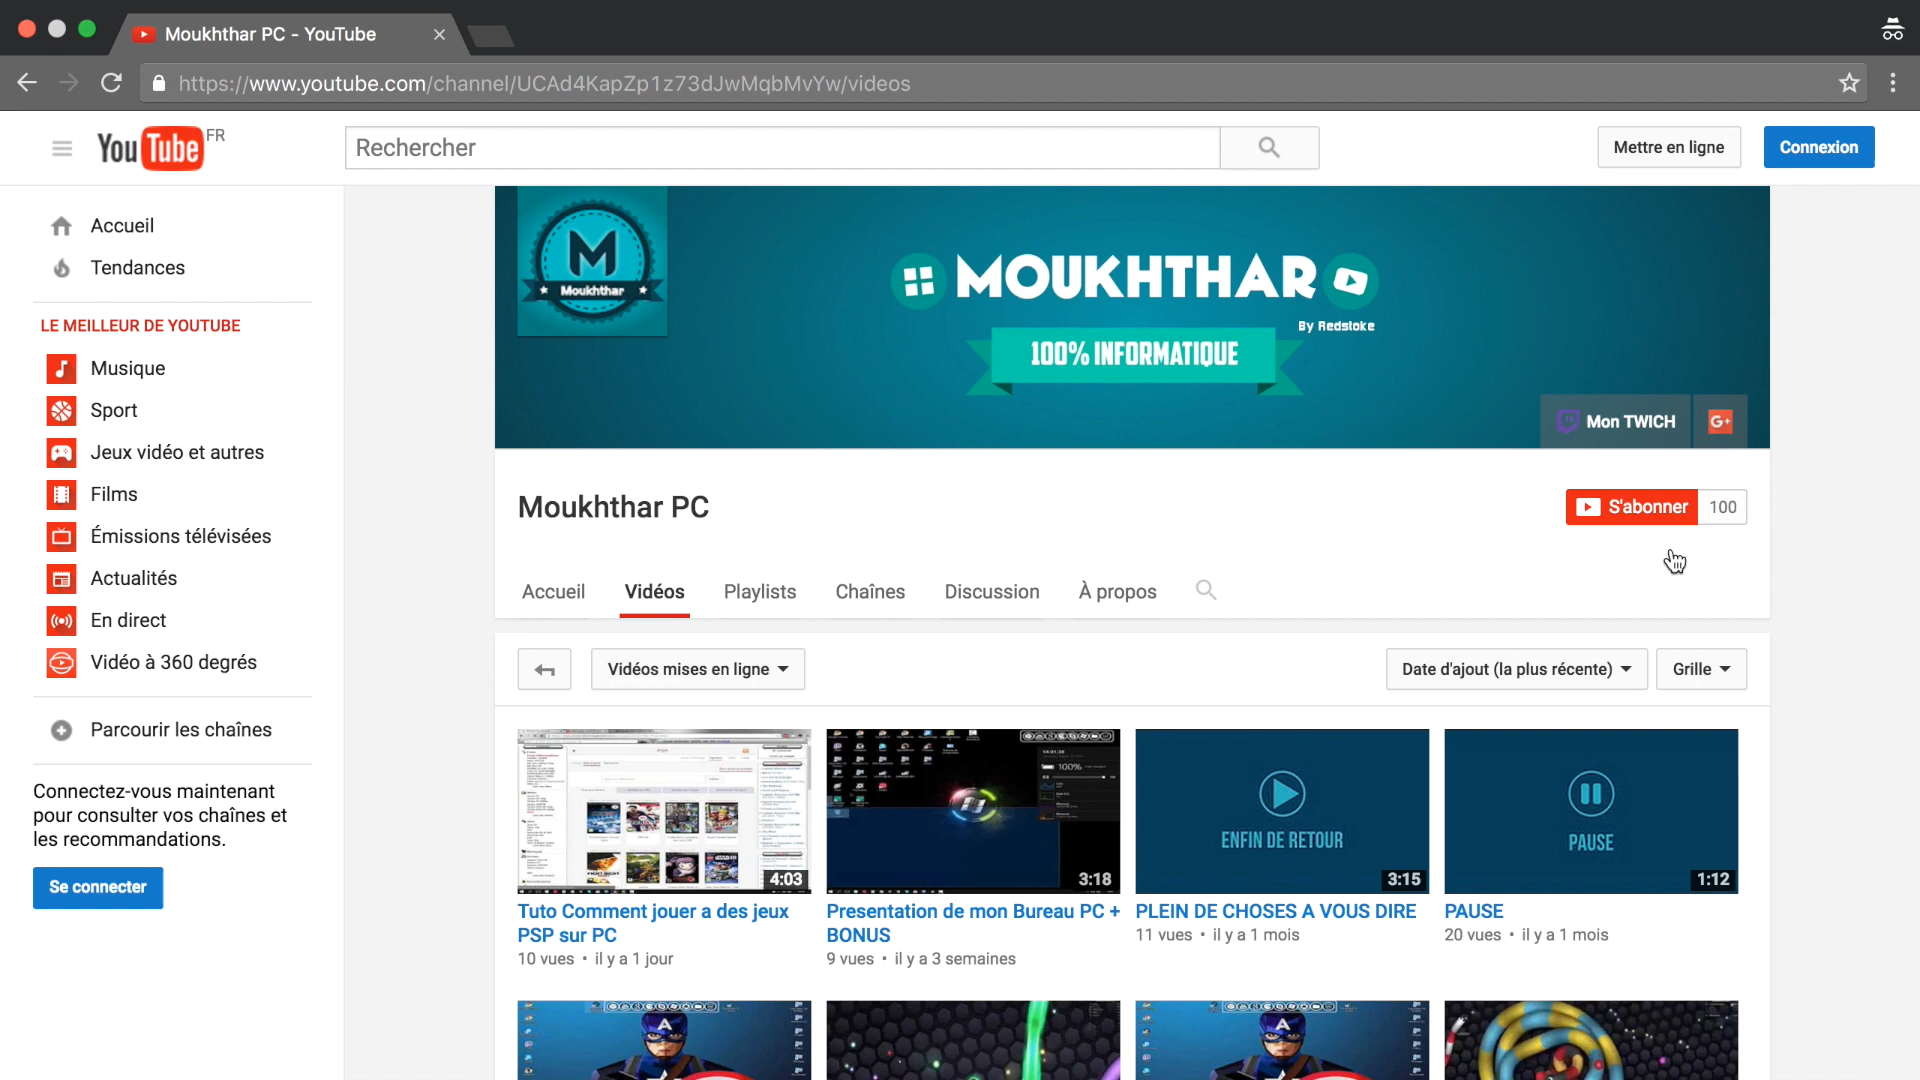 Moukhthar PC - YouTube
https://www.youtube.com/channel/UCAd4KapZp1z73dJwMqbMvYw/videos
YouTube FR
Rechercher
Mettre en ligne
Connexion
Accueil
Tendances
LE MEILLEUR DE YOUTUBE
Musique
Sport
Jeux vidéo et autres
Films
Émissions télévisées
Actualités
En direct
Vidéo à 360 degrés
Parcourir les chaînes
Connectez-vous maintenant
pour consulter vos chaînes et
les recommandations.
Se connecter
M
Moukhthar
MOUKHTHAR
By Redstoke
100% INFORMATIQUE
Mon TWICH
G+
Moukhthar PC
S'abonner 100
Accueil Vidéos Playlists Chaînes Discussion À propos
Vidéos mises en ligne
Date d'ajout (la plus récente)
Grille
4:03
Tuto Comment jouer a des jeux
PSP sur PC
10 vues • il y a 1 jour
100%
3:18
Presentation de mon Bureau PC +
BONUS
9 vues • il y a 3 semaines
ENFIN DE RETOUR
3:15
PLEIN DE CHOSES A VOUS DIRE
11 vues • il y a 1 mois
PAUSE
1:12
PAUSE
20 vues • il y a 1 mois